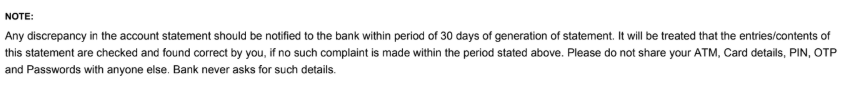 NOTE:
Any discrepancy in the account statement should be notified to the bank within period of 30 days of generation of statement. It will be treated that the entries/contents of
this statement are checked and found correct by you, if no such complaint is made within the period stated above. Please do not share your ATM, Card details, PIN, OTP
and Passwords with anyone else. Bank never asks for such details.